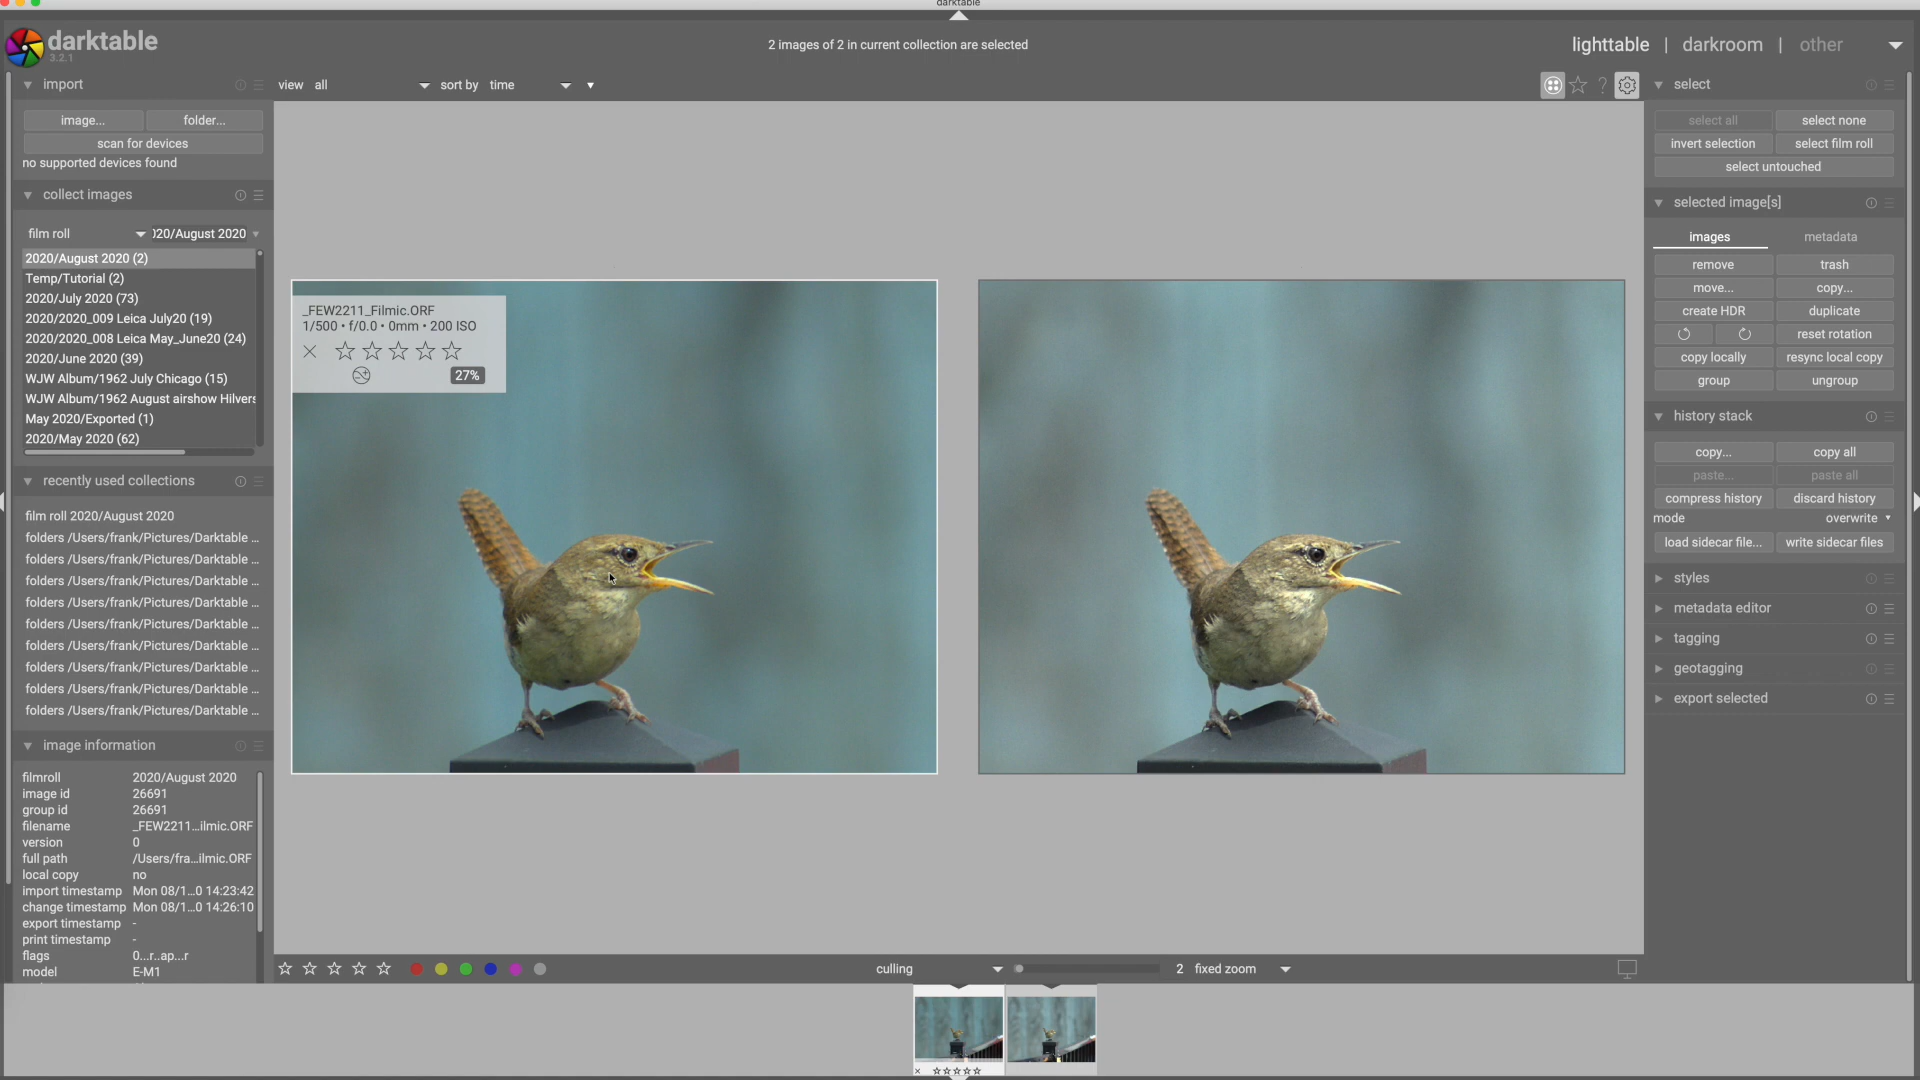 darktable
darktable
3.2.1
2 images of 2 in current collection are selected
lighttable | darkroom | other
import
image...
folder...
scan for devices
no supported devices found
collect images
film roll
)20/August 2020
2020/August 2020 (2)
Temp/Tutorial (2)
2020/July 2020 (73)
2020/2020_009 Leica July20 (19)
2020/2020_008 Leica May_June20 (24)
2020/June 2020 (39)
WJW Album/1962 July Chicago (15)
WJW Album/1962 August airshow Hilvers
May 2020/Exported (1)
2020/May 2020 (62)
recently used collections
film roll 2020/August 2020
folders /Users/frank/Pictures/Darktable ...
folders /Users/frank/Pictures/Darktable ...
folders /Users/frank/Pictures/Darktable ...
folders /Users/frank/Pictures/Darktable ...
folders /Users/frank/Pictures/Darktable ...
folders /Users/frank/Pictures/Darktable ...
folders /Users/frank/Pictures/Darktable ...
folders /Users/frank/Pictures/Darktable ...
folders /Users/frank/Pictures/Darktable ...
image information
filmroll 2020/August 2020
image id 26691
group id 26691
filename _FEW2211...ilmic.ORF
version 0
full path /Users/fra...ilmic.ORF
local copy no
import timestamp Mon 08/1...0 14:23:42
change timestamp Mon 08/1...0 14:26:10
export timestamp -
print timestamp -
flags 0...r..ap...r
model E-M1
view all
sort by time
?
_FEW2211_Filmic.ORF
1/500 • f/0.0 • 0mm • 200 ISO
27%
culling
2 fixed zoom
select
select all
select none
invert selection
select film roll
select untouched
selected image[s]
images
metadata
remove
trash
move...
copy...
create HDR
duplicate
reset rotation
copy locally
resync local copy
group
ungroup
history stack
copy...
copy all
paste...
paste all
compress history
discard history
mode overwrite
load sidecar file...
write sidecar files
styles
metadata editor
tagging
geotagging
export selected